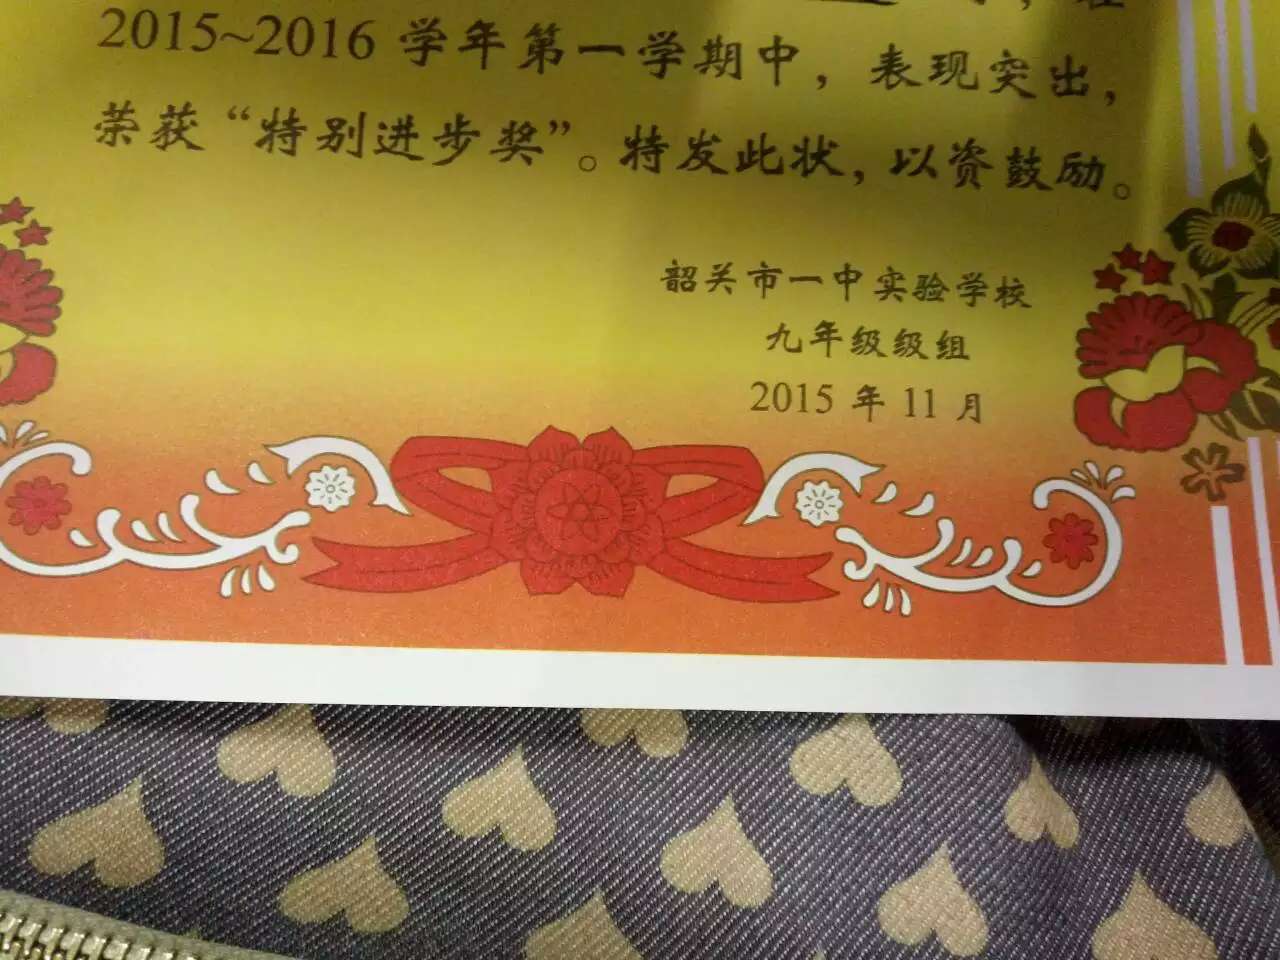 2015~2016 学年第一学期中，表现突出，
荣获“特别进步奖”。特发此状，以资鼓励。
韶关市一中实验学校
九年级级组
2015 年 11 月